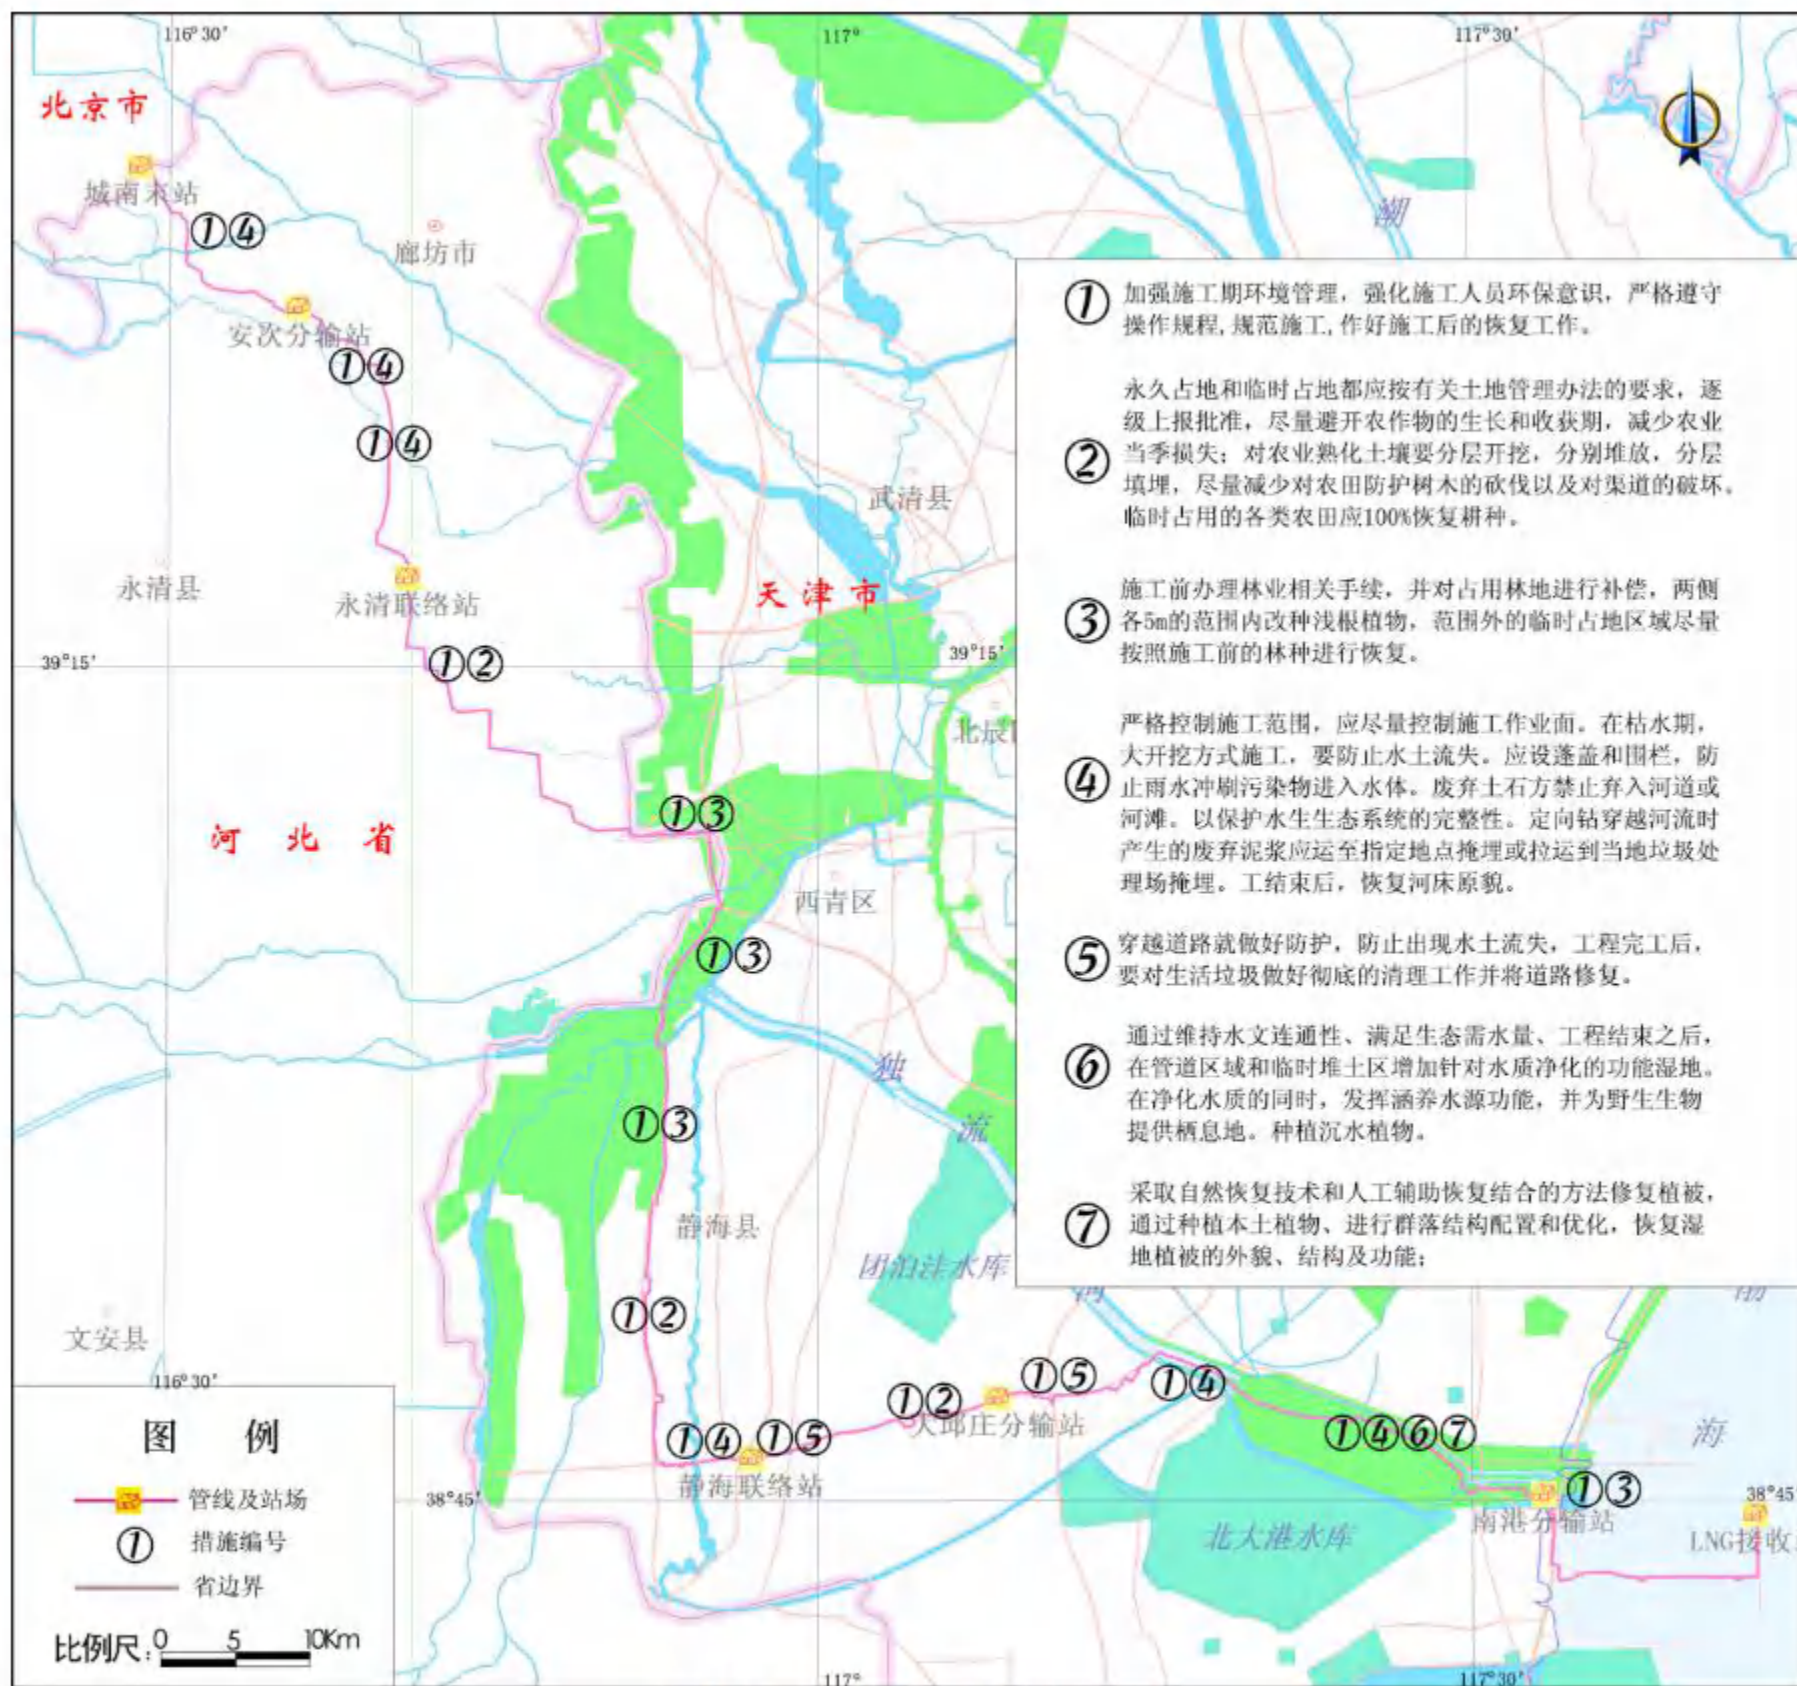 116°30′
117°
117°30′
北京市
城南末站
①④
廊坊市
潮
安次分输站
①④
①④
武清县
永清县
永清联络站
天津市
39°15′
39°15′
①②
北辰
①③
河北省
西青区
①③
独
流
①③
静海县
团泊洼水库
河
①②
文安县
116°30′
①⑤
①④
①②
大邱庄分输站
①④
①⑤
静海联络站
①④⑥⑦
海
38°45′
①③
38°45′
南港分输站
北大港水库
LNG接收
117°
117°30′
① 加强施工期环境管理，强化施工人员环保意识，严格遵守
操作规程,规范施工,作好施工后的恢复工作。
永久占地和临时占地都应按有关土地管理办法的要求，逐
级上报批准，尽量避开农作物的生长和收获期，减少农业
② 当季损失；对农业熟化土壤要分层开挖，分别堆放，分层
填埋，尽量减少对农田防护树木的砍伐以及对渠道的破坏。
临时占用的各类农田应100%恢复耕种。
施工前办理林业相关手续，并对占用林地进行补偿，两侧
③ 各5m的范围内改种浅根植物，范围外的临时占地区域尽量
按照施工前的林种进行恢复。
严格控制施工范围，应尽量控制施工作业面。在枯水期，
大开挖方式施工，要防止水土流失。应设蓬盖和围栏，防
④ 止雨水冲刷污染物进入水体。废弃土石方禁止弃入河道或
河滩。以保护水生生态系统的完整性。定向钻穿越河流时
产生的废弃泥浆应运至指定地点掩埋或拉运到当地垃圾处
理场掩埋。工结束后，恢复河床原貌。
⑤ 穿越道路就做好防护，防止出现水土流失，工程完工后，
要对生活垃圾做好彻底的清理工作并将道路修复。
通过维持水文连通性、满足生态需水量、工程结束之后，
⑥ 在管道区域和临时堆土区增加针对水质净化的功能湿地。
在净化水质的同时，发挥涵养水源功能，并为野生生物
提供栖息地。种植沉水植物。
采取自然恢复技术和人工辅助恢复结合的方法修复植被，
⑦ 通过种植本土植物、进行群落结构配置和优化，恢复湿
地植被的外貌、结构及功能；
图 例
管线及站场
① 措施编号
省边界
比例尺: 0 5 10Km